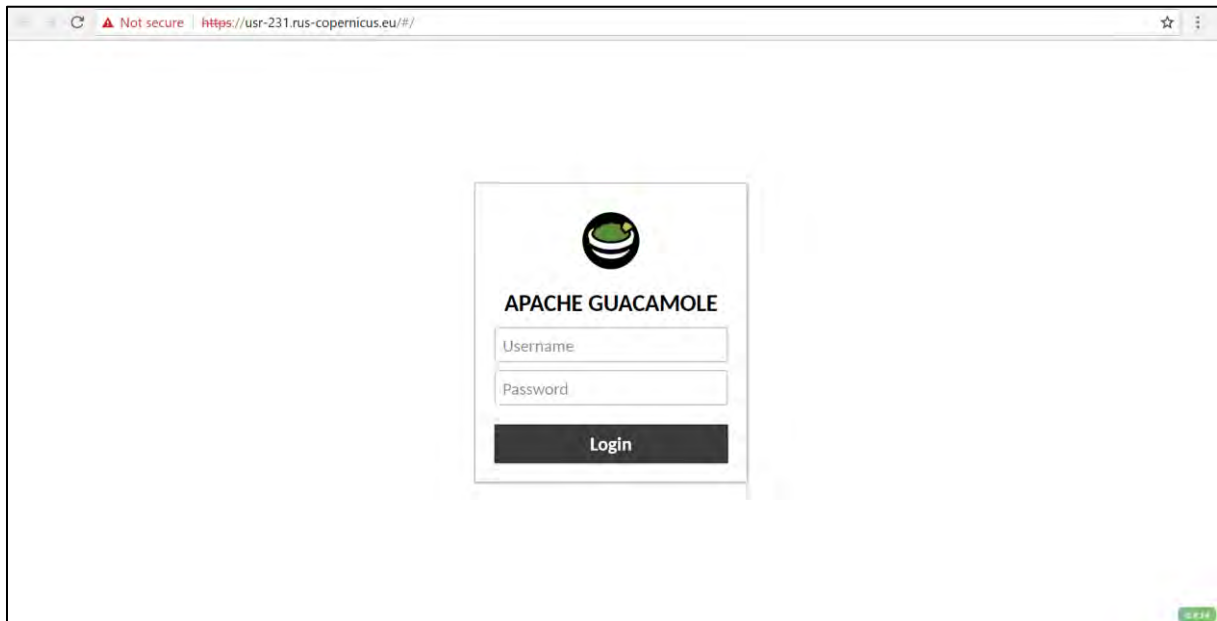 Not secure https://usr-231.rus-copernicus.eu/#/
APACHE GUACAMOLE
Username
Password
Login